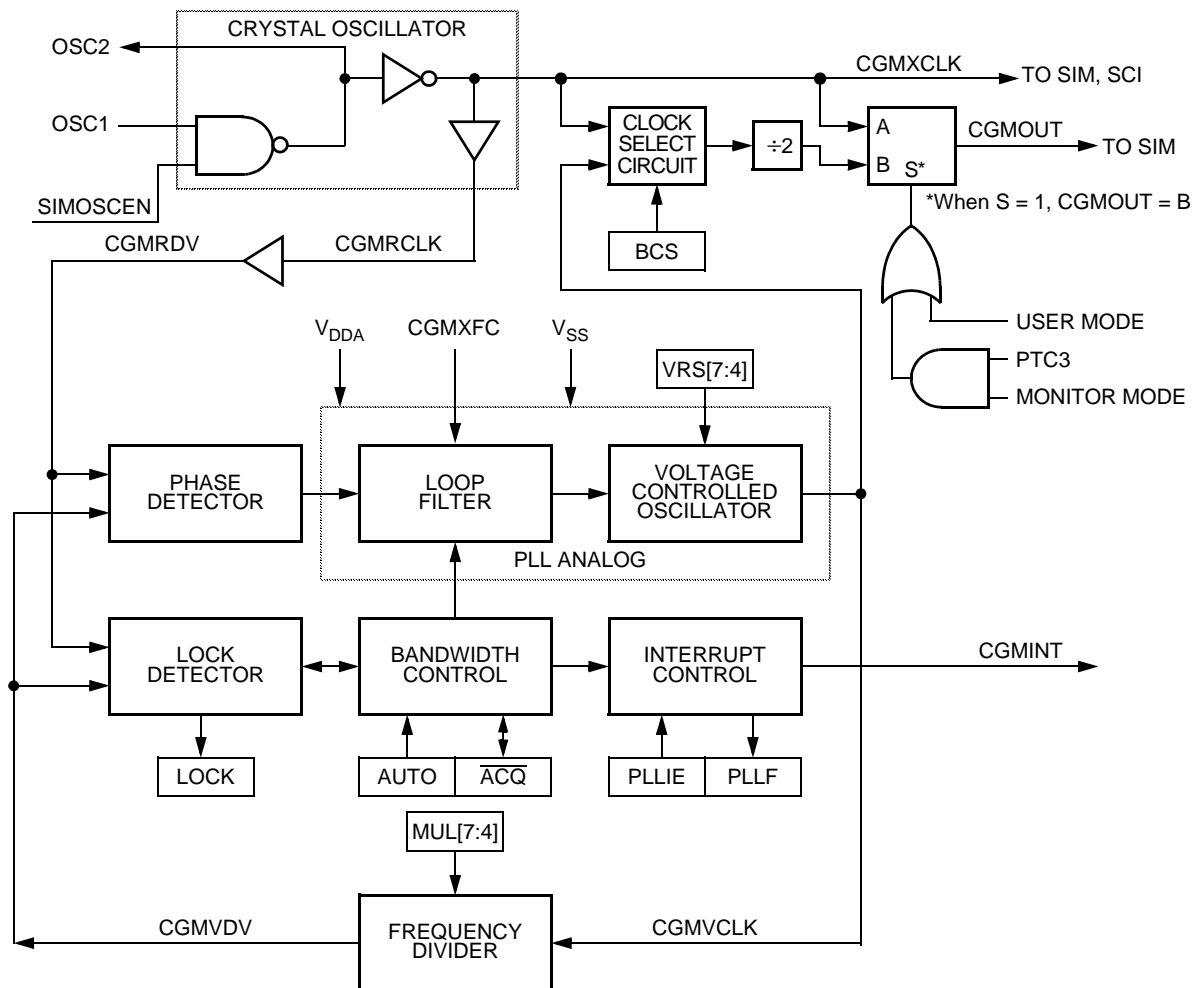 CRYSTAL OSCILLATOR
OSC2
CGMXCLK
TO SIM, SCI
OSC1
CLOCK
SELECT
CIRCUIT
÷2
A
B
S*
CGMOUT
TO SIM
SIMOSCEN
*When S = 1, CGMOUT = B
CGMRDV
CGMRCLK
BCS
VDDA
CGMXFC
VSS
USER MODE
PTC3
MONITOR MODE
VRS[7:4]
PHASE
DETECTOR
LOOP
FILTER
VOLTAGE
CONTROLLED
OSCILLATOR
PLL ANALOG
LOCK
DETECTOR
BANDWIDTH
CONTROL
INTERRUPT
CONTROL
CGMINT
LOCK
AUTO
A̅C̅Q̅
PLLIE
PLLF
MUL[7:4]
CGMVDV
FREQUENCY
DIVIDER
CGMVCLK